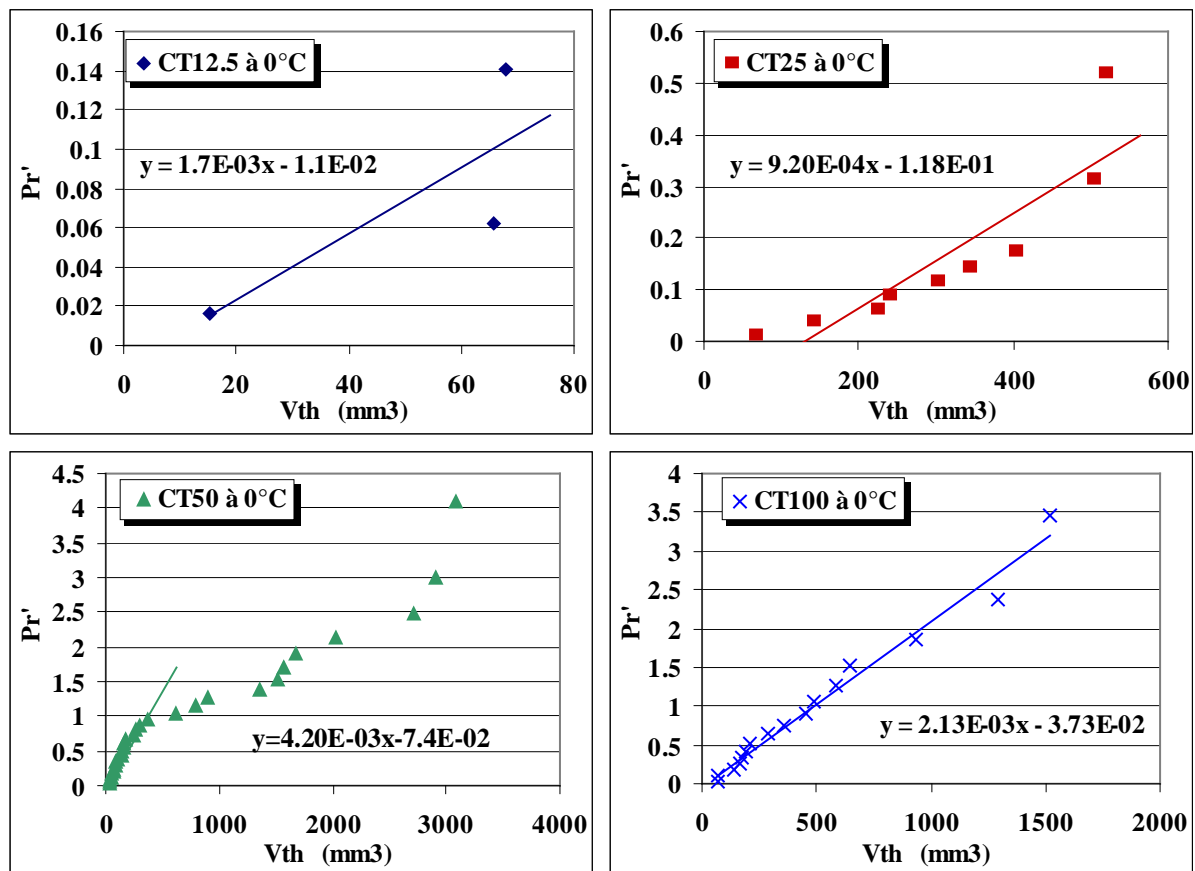 CT12.5 à 0°C
y = 1.7E-03x - 1.1E-02
Pr'
0.16
0.14
0.12
0.1
0.08
0.06
0.04
0.02
0
0 20 40 60 80
Vth (mm3)
CT25 à 0°C
y = 9.20E-04x - 1.18E-01
Pr'
0.6
0.5
0.4
0.3
0.2
0.1
0
0 200 400 600
Vth (mm3)
CT50 à 0°C
y=4.20E-03x-7.4E-02
Pr'
4.5
4
3.5
3
2.5
2
1.5
1
0.5
0
0 1000 2000 3000 4000
Vth (mm3)
CT100 à 0°C
y = 2.13E-03x - 3.73E-02
Pr'
4
3.5
3
2.5
2
1.5
1
0.5
0
0 500 1000 1500 2000
Vth (mm3)